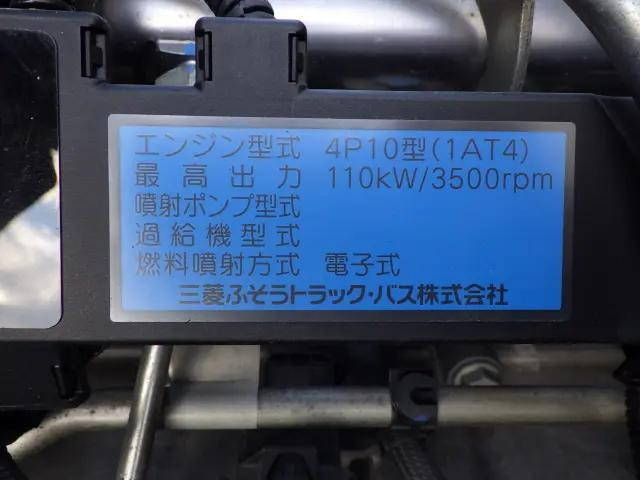 エンジン型式 4P10型(1AT4)
最高出力 110kW/3500rpm
噴射ポンプ型式
過給機型式
燃料噴射方式 電子式
三菱ふそうトラック・バス株式会社